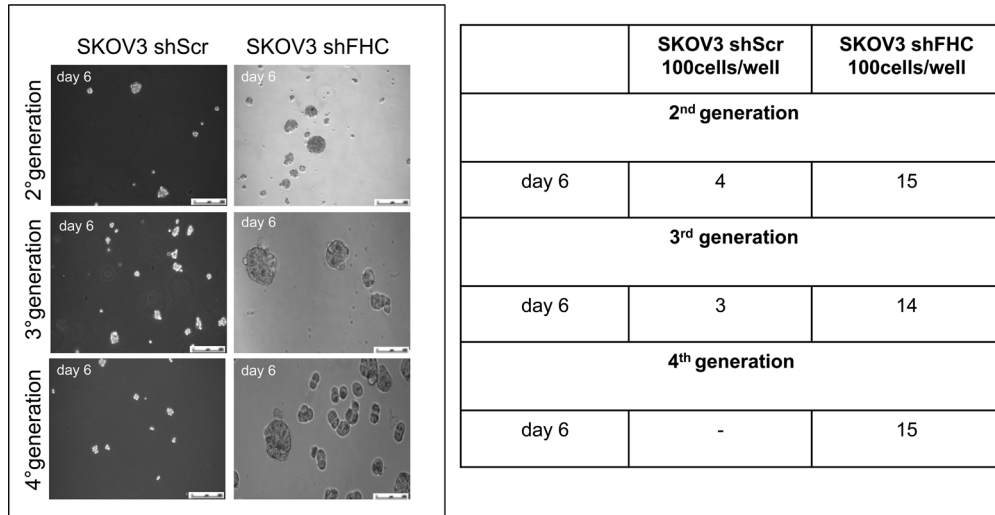 SKOV3 shScr SKOV3 shFHC
2°generation
day 6 day 6
3°generation
day 6 day 6
4°generation
day 6 day 6
SKOV3 shScr
100cells/well
SKOV3 shFHC
100cells/well
2nd generation
day 6 4 15
3rd generation
day 6 3 14
4th generation
day 6 - 15